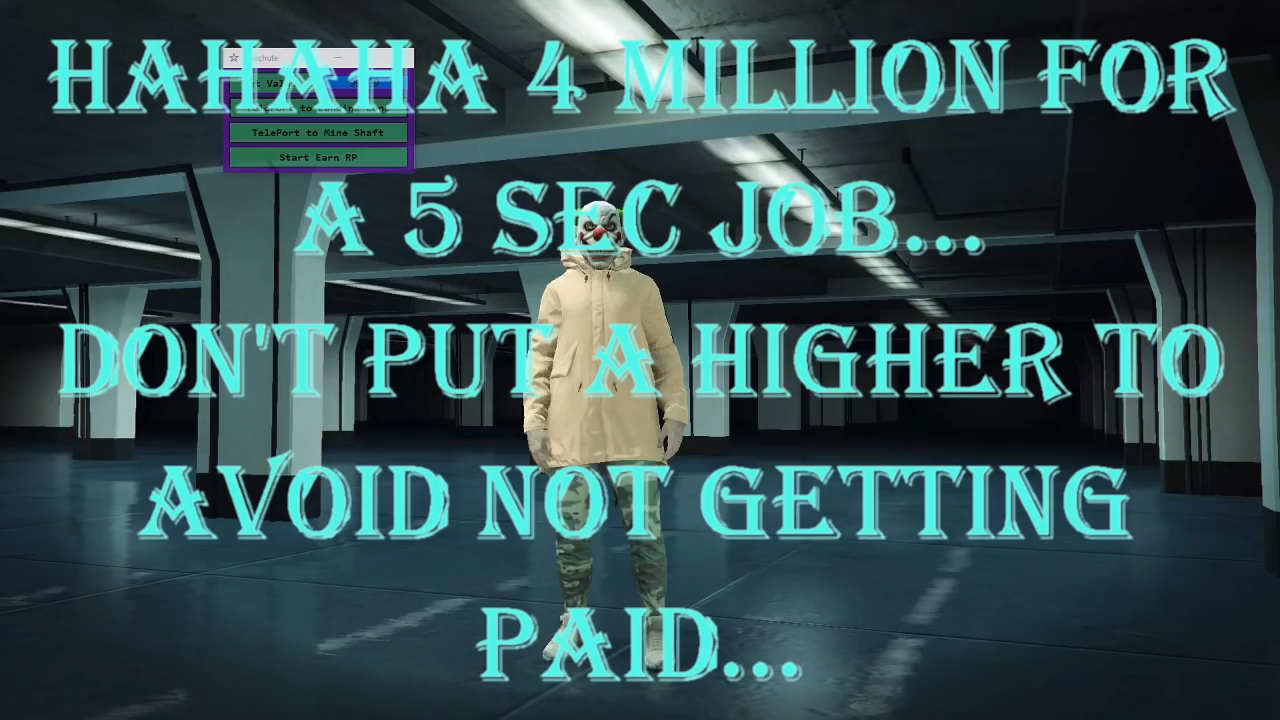 HAHAHA 4 MILLION FOR
A 5 SEC JOB...
DON'T PUT A HIGHER TO
AVOID NOT GETTING
PAID...
TelePort to Mine Shaft
Start Earn RP